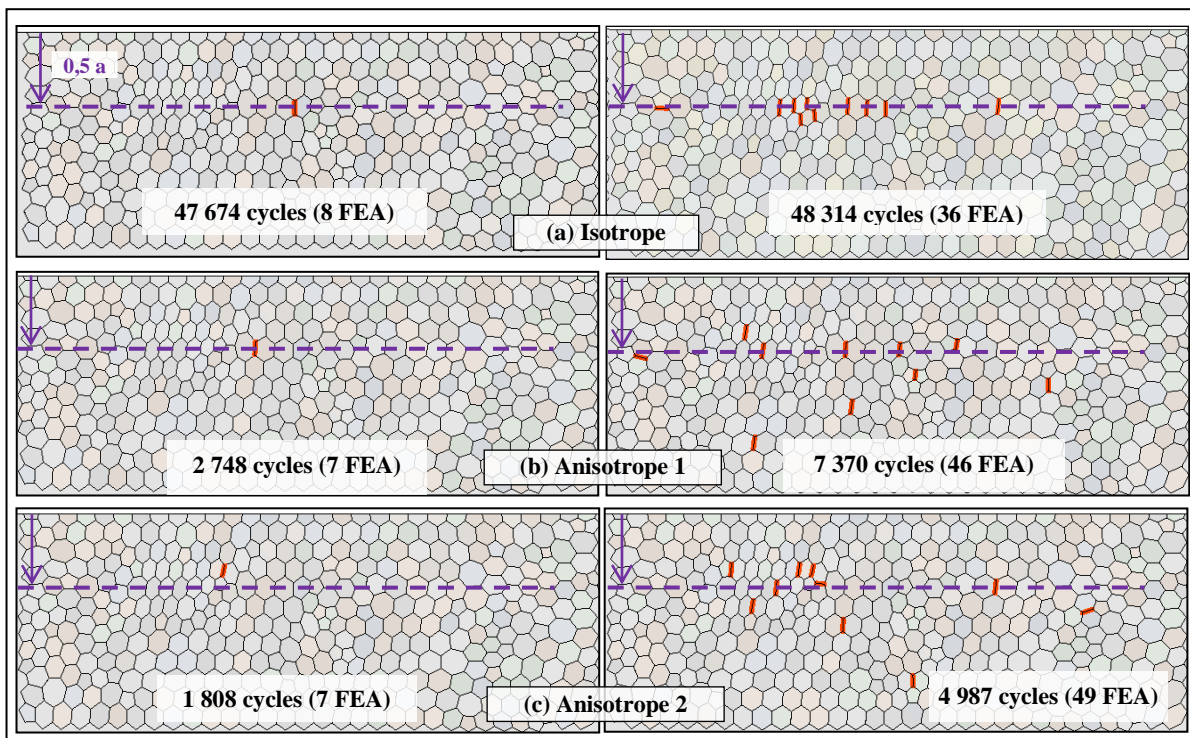 0,5 a
47 674 cycles (8 FEA)
48 314 cycles (36 FEA)
(a) Isotrope
2 748 cycles (7 FEA)
7 370 cycles (46 FEA)
(b) Anisotrope 1
1 808 cycles (7 FEA)
4 987 cycles (49 FEA)
(c) Anisotrope 2